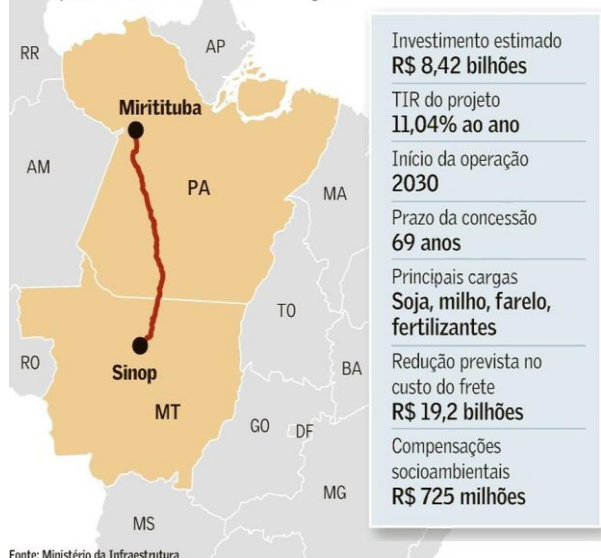 RR
AP
Miritituba
AM
PA
MA
TO
RO
Sinop
BA
MT
GO
DF
MG
MS
Fonte: Ministério da Infraestrutura
Investimento estimado
R$ 8,42 bilhões
TIR do projeto
11,04% ao ano
Início da operação
2030
Prazo da concessão
69 anos
Principais cargas
Soja, milho, farelo,
fertilizantes
Redução prevista no
custo do frete
R$ 19,2 bilhões
Compensações
socioambientais
R$ 725 milhões